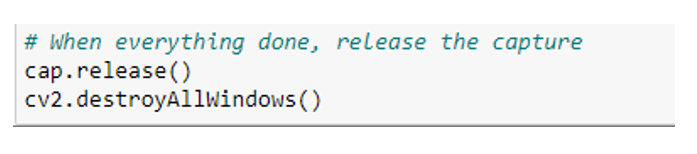 # When everything done, release the capture
cap.release()
cv2.destroyAllWindows()